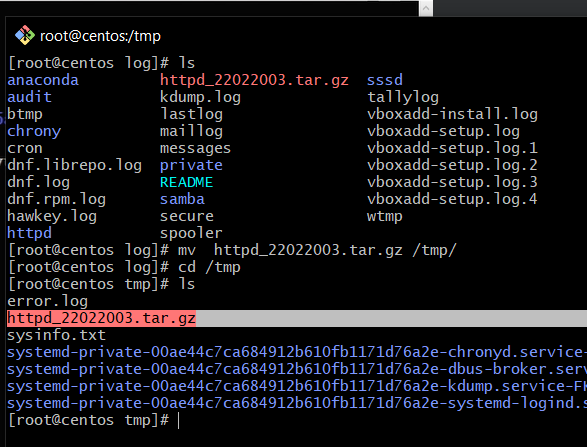 root@centos:/tmp
[root@centos log]# ls
anaconda httpd_22022003.tar.gz sssd
audit kdump.log tallylog
btmp lastlog vboxadd-install.log
chrony maillog vboxadd-setup.log
cron messages vboxadd-setup.log.1
dnf.librepo.log private vboxadd-setup.log.2
dnf.log README vboxadd-setup.log.3
dnf.rpm.log samba vboxadd-setup.log.4
hawkey.log secure wtmp
httpd spooler
[root@centos log]# mv  httpd_22022003.tar.gz /tmp/
[root@centos log]# cd /tmp
[root@centos tmp]# ls
error.log
httpd_22022003.tar.gz
sysinfo.txt
systemd-private-00ae44c7ca684912b610fb1171d76a2e-chronyd.service-
systemd-private-00ae44c7ca684912b610fb1171d76a2e-dbus-broker.serv
systemd-private-00ae44c7ca684912b610fb1171d76a2e-kdump.service-FK
systemd-private-00ae44c7ca684912b610fb1171d76a2e-systemd-logind.s
[root@centos tmp]#